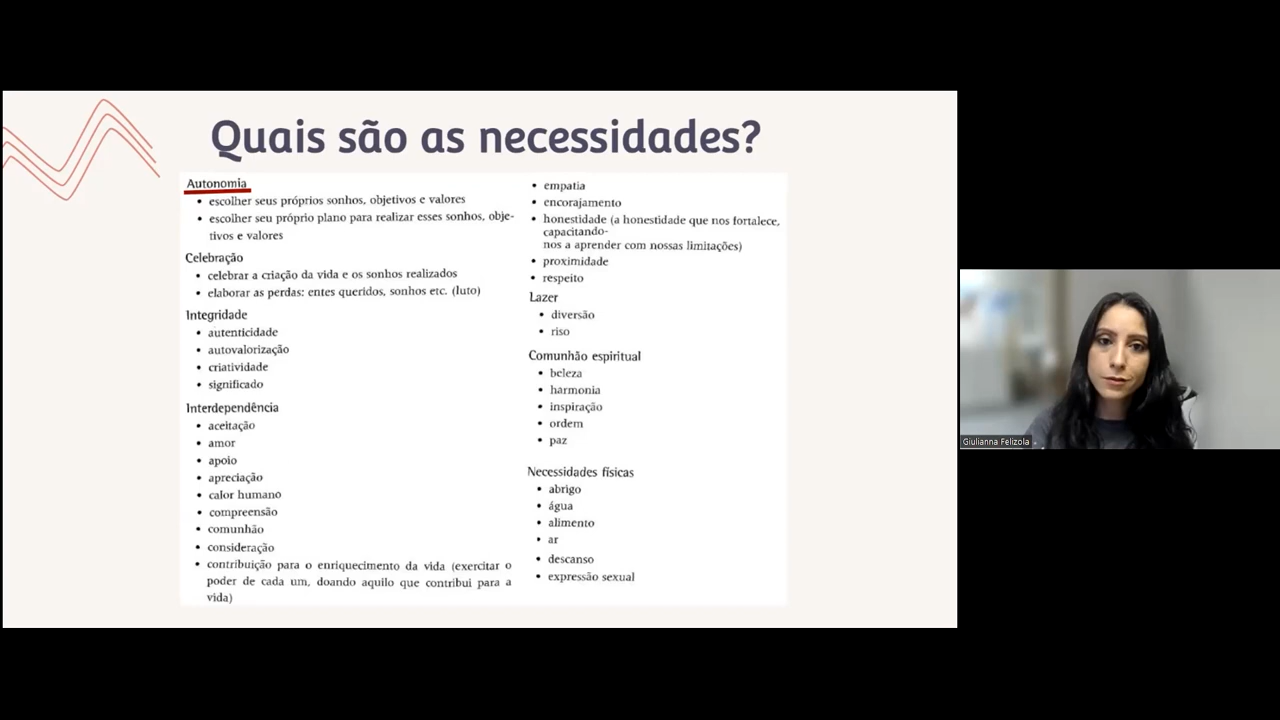 Quais são as necessidades?
Autonomia
• escolher seus próprios sonhos, objetivos e valores
• escolher seu próprio plano para realizar esses sonhos, obje-
tivos e valores
Celebração
• celebrar a criação da vida e os sonhos realizados
• elaborar as perdas: entes queridos, sonhos etc. (luto)
Integridade
• autenticidade
• autovalorização
• criatividade
• significado
Interdependência
• aceitação
• amor
• apoio
• apreciação
• calor humano
• compreensão
• comunhão
• consideração
• contribuição para o enriquecimento da vida (exercitar o
poder de cada um, doando aquilo que contribui para a
vida)
• empatia
• encorajamento
• honestidade (a honestidade que nos fortalece,
capacitando-
nos a aprender com nossas limitações)
• proximidade
• respeito
Lazer
• diversão
• riso
Comunhão espiritual
• beleza
• harmonia
• inspiração
• ordem
• paz
Necessidades físicas
• abrigo
• água
• alimento
• ar
• descanso
• expressão sexual
Giulianna Felizola